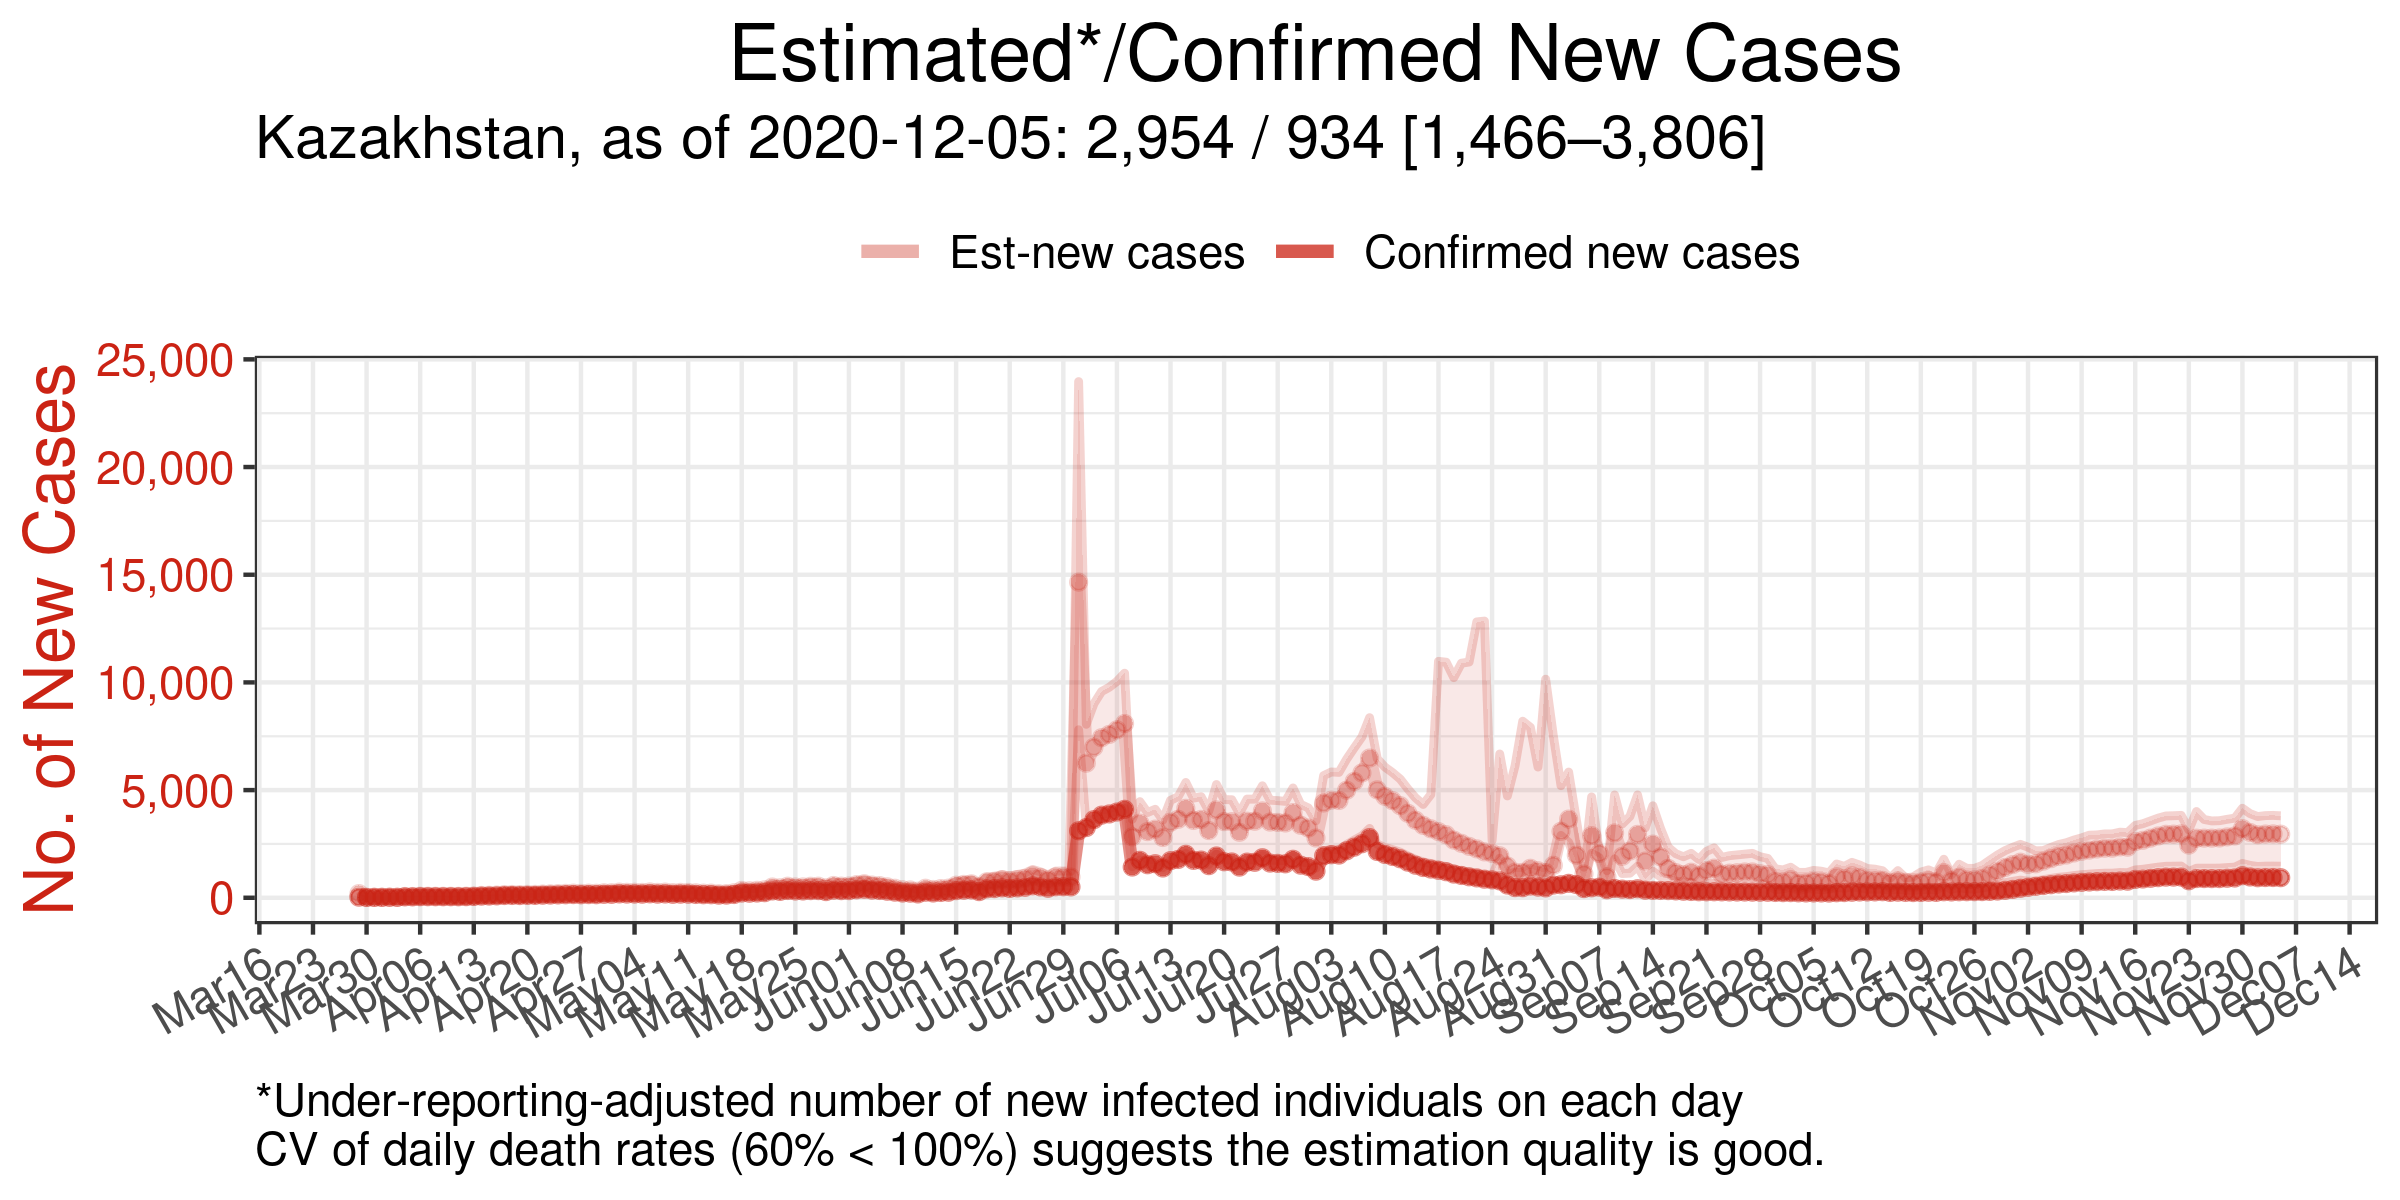 Estimated*/Confirmed New Cases
Kazakhstan, as of 2020-12-05: 2,954 / 934 [1,466–3,806]
Est-new cases
Confirmed new cases
No. of New Cases
25,000
20,000
15,000
10,000
5,000
0
Mar16
Mar23
Mar30
Apr06
Apr13
Apr20
Apr27
May04
May11
May18
May25
Jun01
Jun08
Jun15
Jun22
Jun29
Jul06
Jul13
Jul20
Jul27
Aug03
Aug10
Aug17
Aug24
Aug31
Sep07
Sep14
Sep21
Sep28
Oct05
Oct12
Oct19
Oct26
Nov02
Nov09
Nov16
Nov23
Nov30
Dec07
Dec14
*Under-reporting-adjusted number of new infected individuals on each day
CV of daily death rates (60% < 100%) suggests the estimation quality is good.